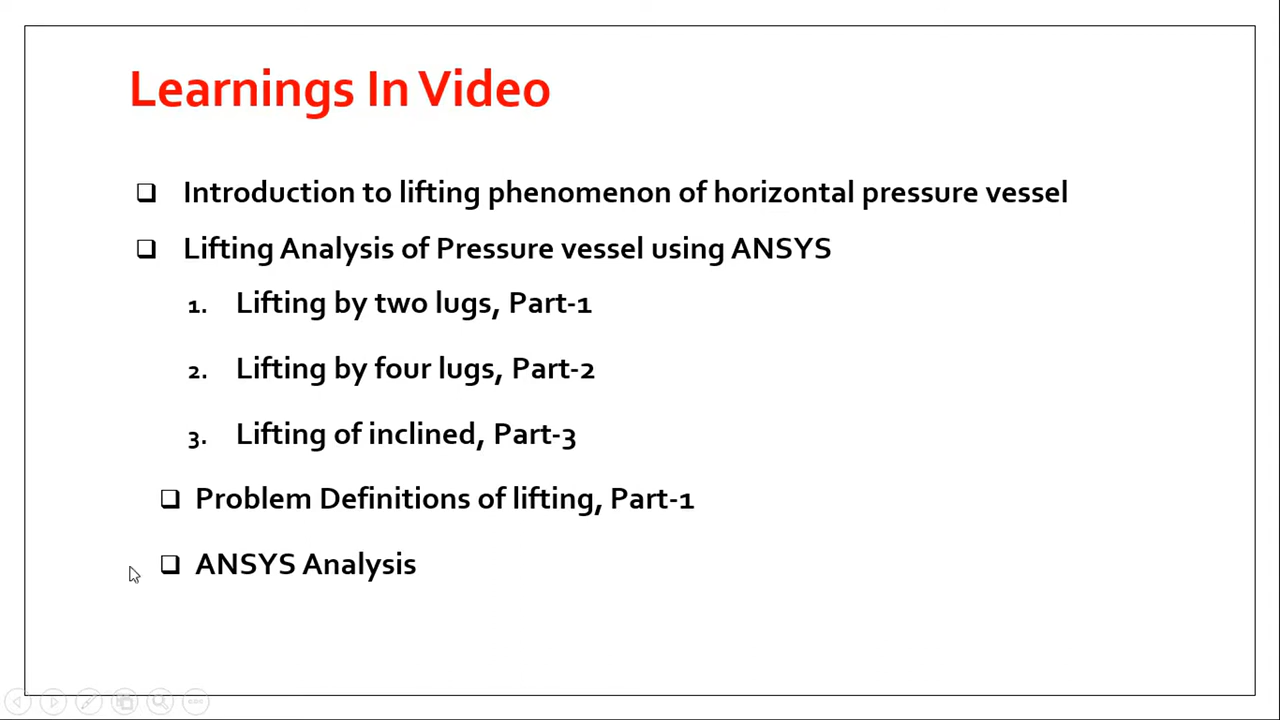 Learnings In Video
Introduction to lifting phenomenon of horizontal pressure vessel
Lifting Analysis of Pressure vessel using ANSYS
1. Lifting by two lugs, Part-1
2. Lifting by four lugs, Part-2
3. Lifting of inclined, Part-3
Problem Definitions of lifting, Part-1
ANSYS Analysis